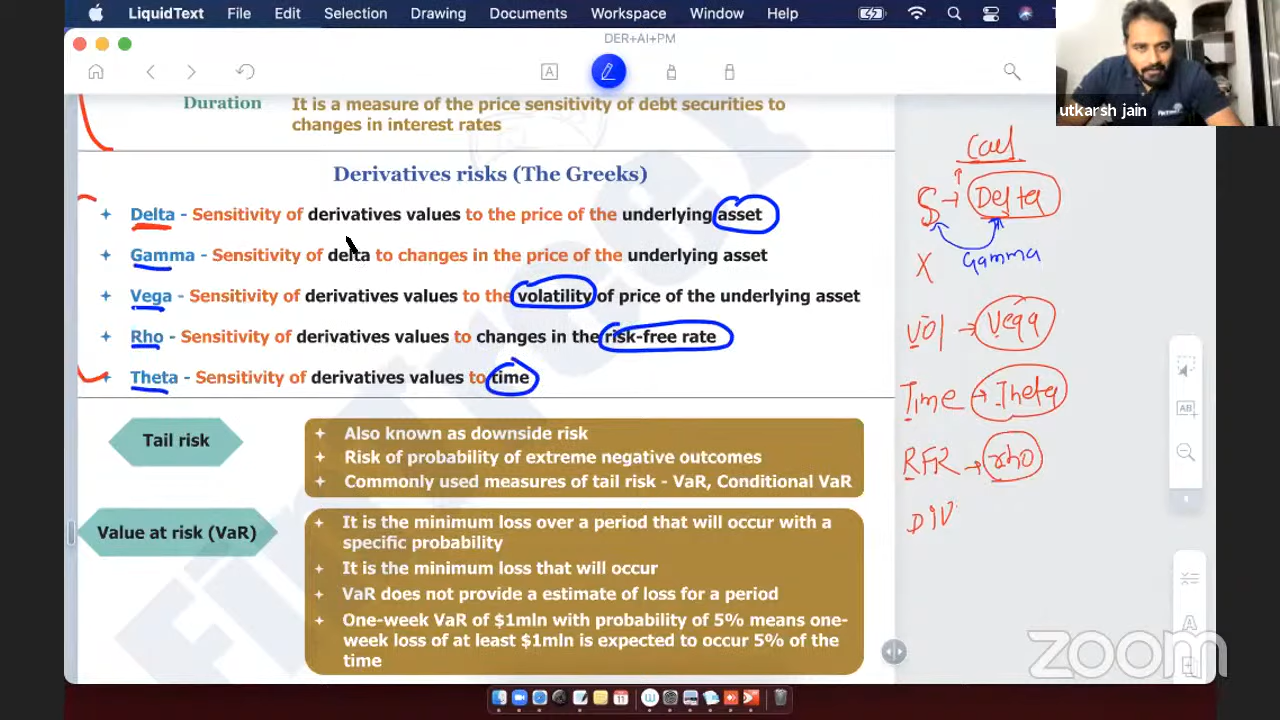 LiquidText File Edit Selection Drawing Documents Workspace Window Help
DER+AI+PM
utkarsh jain
Duration It is a measure of the price sensitivity of debt securities to
changes in interest rates
Derivatives risks (The Greeks)
Delta - Sensitivity of derivatives values to the price of the underlying asset
Gamma - Sensitivity of delta to changes in the price of the underlying asset
Vega - Sensitivity of derivatives values to the volatility of price of the underlying asset
Rho - Sensitivity of derivatives values to changes in the risk-free rate
Theta - Sensitivity of derivatives values to time
Tail risk
Also known as downside risk
Risk of probability of extreme negative outcomes
Commonly used measures of tail risk - VaR, Conditional VaR
Value at risk (VaR)
It is the minimum loss over a period that will occur with a
specific probability
It is the minimum loss that will occur
VaR does not provide a estimate of loss for a period
One-week VaR of $1mln with probability of 5% means one-
week loss of at least $1mln is expected to occur 5% of the
time
Call
S → Delta
Gamma
X
Vol → Vega
Time → Theta
RFR → rho
DIV
zoom